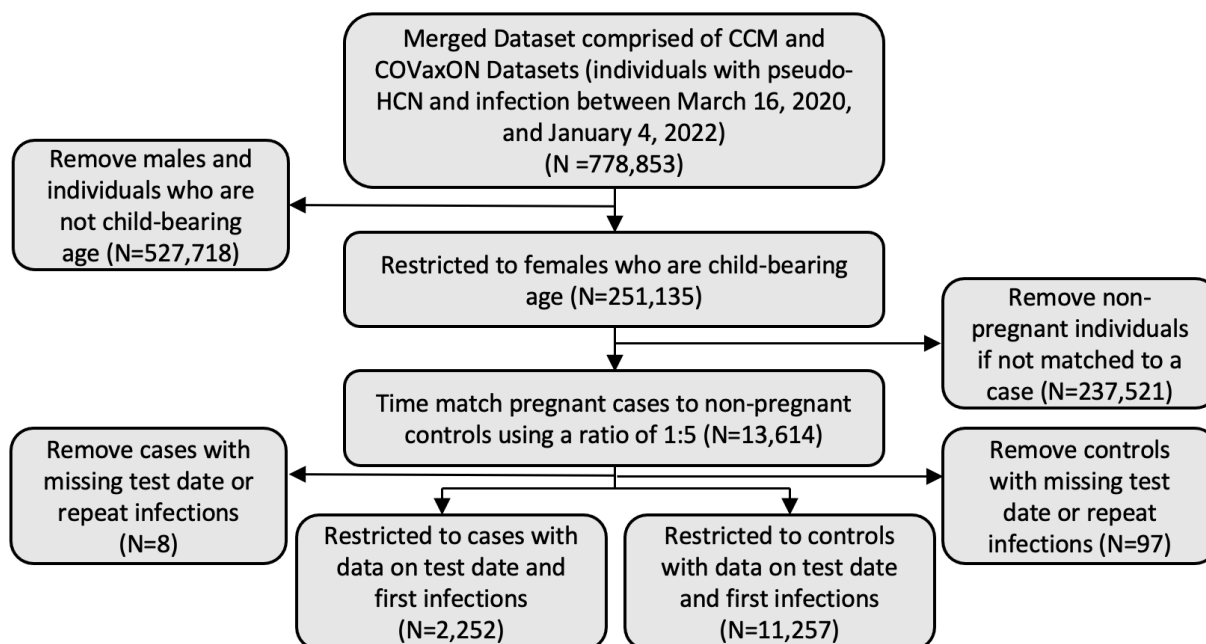 Merged Dataset comprised of CCM and
COVaxON Datasets (individuals with pseudo-
HCN and infection between March 16, 2020,
and January 4, 2022)
(N =778,853)
Remove males and
individuals who are
not child-bearing
age (N=527,718)
Restricted to females who are child-bearing
age (N=251,135)
Remove non-
pregnant individuals
if not matched to a
case (N=237,521)
Time match pregnant cases to non-pregnant
controls using a ratio of 1:5 (N=13,614)
Remove cases with
missing test date or
repeat infections
(N=8)
Remove controls
with missing test
date or repeat
infections (N=97)
Restricted to cases with
data on test date and
first infections
(N=2,252)
Restricted to controls
with data on test date
and first infections
(N=11,257)